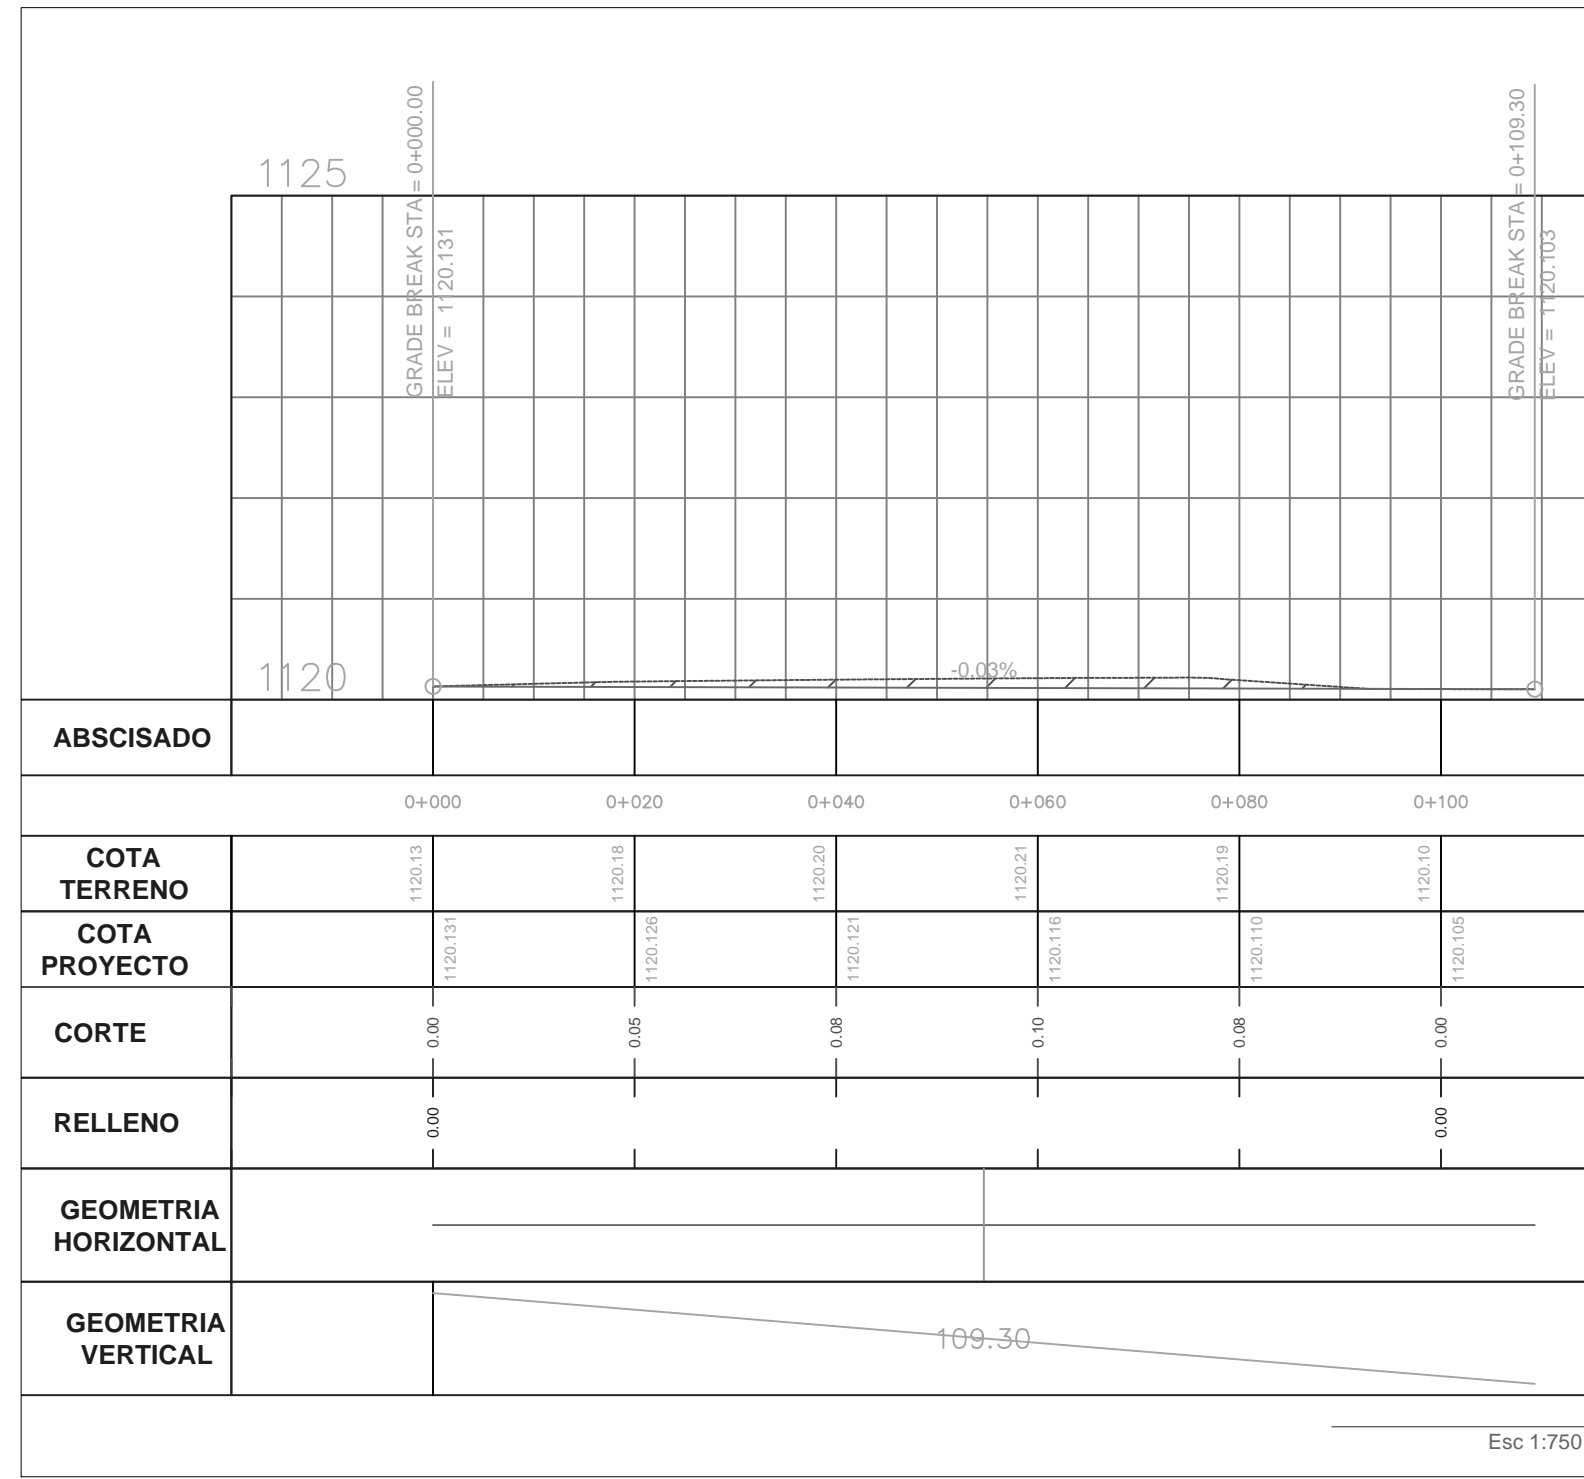 GRADE BREAK STA = 0+000.00
ELEV = 1120.131
GRADE BREAK STA = 0+109.30
ELEV = 1120.103
1125
1120
-0.03%
ABSCISADO
0+000 0+020 0+040 0+060 0+080 0+100
COTA
TERRENO
1120.13 1120.18 1120.20 1120.21 1120.19 1120.10
COTA
PROYECTO
1120.131 1120.126 1120.121 1120.116 1120.110 1120.105
CORTE
0.00 0.05 0.08 0.10 0.08 0.00
RELLENO
0.00 0.00
GEOMETRIA
HORIZONTAL
GEOMETRIA
VERTICAL
109.30
Esc 1:750